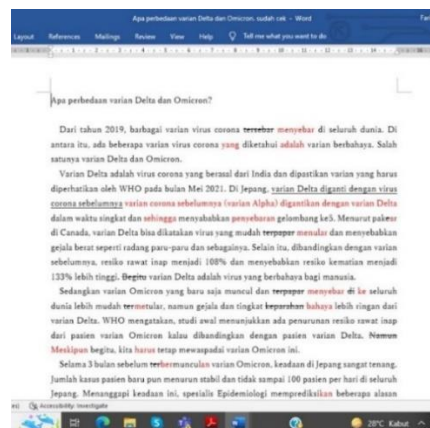 Apa perbedaan varian Delta dan Omicron. sudah cek - Word
Layout References Mailings Review View Help Tell me what you want to do
Apa perbedaan varian Delta dan Omicron?
Dari tahun 2019, barbagai varian virus corona tersebar menyebar di seluruh dunia. Di
antara itu, ada beberapa varian virus corona yang diketahui adalah varian berbahaya. Salah
satunya varian Delta dan Omicron.
Varian Delta adalah virus corona yang berasal dari India dan dipastikan varian yang harus
diperhatikan oleh WHO pada bulan Mei 2021. Di Jepang, varian Delta diganti dengan virus
corona sebelumnya varian corona sebelumnya (varian Alpha) digantikan dengan varian Delta
dalam waktu singkat dan sehingga menyababkan penyebaran gelombang ke5. Menurut pakear
di Canada, varian Delta bisa dikatakan virus yang mudah terpapar menular dan menyebabkan
gejala berat seperti radang paru-paru dan sebagainya. Selain itu, dibandingkan dengan varian
sebelumnya, resiko rawat inap menjadi 108% dan menyebabkan resiko kematian menjadi
133% lebih tinggi. Begitu varian Delta adalah virus yang berbahaya bagi manusia.
Sedangkan varian Omicron yang baru saja muncul dan terpapar menyebar di ke seluruh
dunia lebih mudah termetular, namun gejala dan tingkat keparahan bahaya lebih ringan dari
varian Delta. WHO mengatakan, studi awal menunjukkan ada penurunan resiko rawat inap
dari pasien varian Omicron kalau dibandingkan dengan pasien varian Delta. Namun
Meskipun begitu, kita harus tetap mewaspadai varian Omicron ini.
Selama 3 bulan sebelum terbermunculan varian Omicron, keadaan di Jepang sangat tenang.
Jumlah kasus pasien baru pun menurun stabil dan tidak sampai 100 pasien per hari di seluruh
Jepang. Menanggapi keadaan ini, spesialis Epidemiologi memprediksikan beberapa alasan
Accessibility: Investigate
28°C Kabut